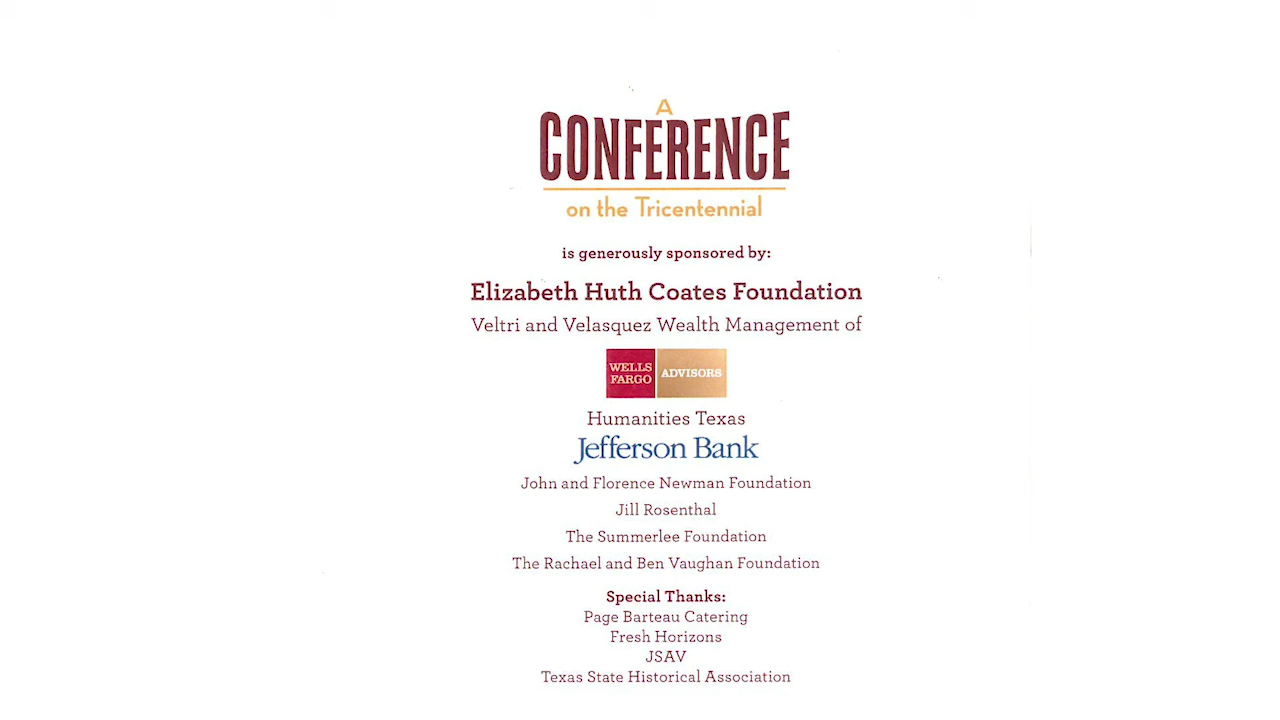 A
CONFERENCE
on the Tricentennial
is generously sponsored by:
Elizabeth Huth Coates Foundation
Veltri and Velasquez Wealth Management of
WELLS FARGO ADVISORS
Humanities Texas
Jefferson Bank
John and Florence Newman Foundation
Jill Rosenthal
The Summerlee Foundation
The Rachael and Ben Vaughan Foundation
Special Thanks:
Page Barteau Catering
Fresh Horizons
JSAV
Texas State Historical Association